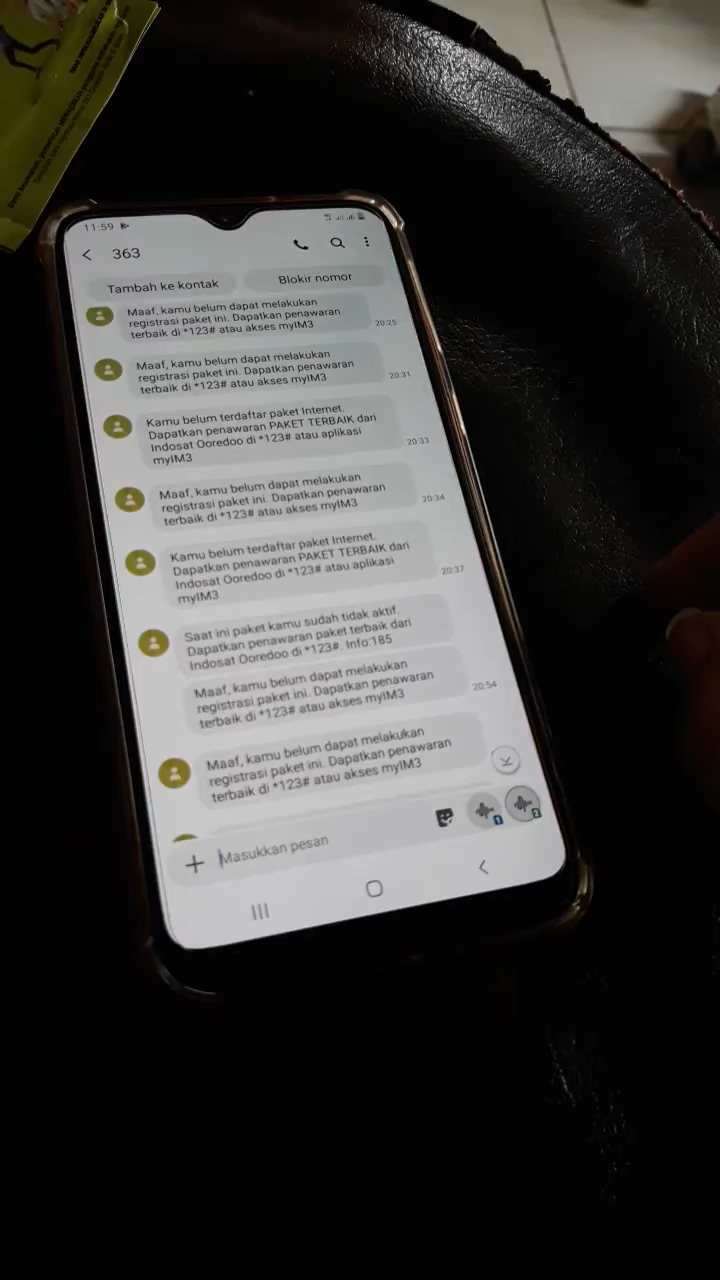 11:59
363
Tambah ke kontak
Blokir nomor
Maaf, kamu belum dapat melakukan
registrasi paket ini. Dapatkan penawaran
terbaik di *123# atau akses myIM3
20:25
Maaf, kamu belum dapat melakukan
registrasi paket ini. Dapatkan penawaran
terbaik di *123# atau akses myIM3
20:31
Kamu belum terdaftar paket Internet.
Dapatkan penawaran PAKET TERBAIK dari
Indosat Ooredoo di *123# atau aplikasi
myIM3
20:33
Maaf, kamu belum dapat melakukan
registrasi paket ini. Dapatkan penawaran
terbaik di *123# atau akses myIM3
20:34
Kamu belum terdaftar paket Internet.
Dapatkan penawaran PAKET TERBAIK dari
Indosat Ooredoo di *123# atau aplikasi
myIM3
20:37
Saat ini paket kamu sudah tidak aktif.
Dapatkan penawaran paket terbaik dari
Indosat Ooredoo di *123#. Info:185
Maaf, kamu belum dapat melakukan
registrasi paket ini. Dapatkan penawaran
terbaik di *123# atau akses myIM3
20:54
Maaf, kamu belum dapat melakukan
registrasi paket ini. Dapatkan penawaran
terbaik di *123# atau akses myIM3
Masukkan pesan
1
2